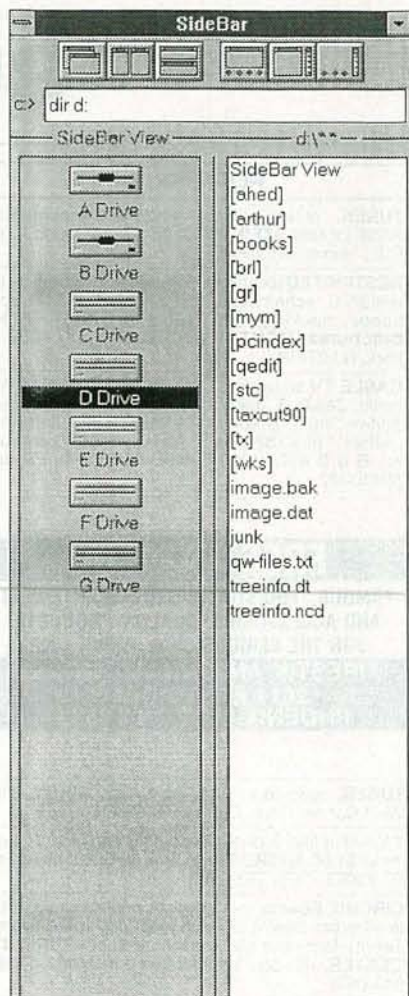 SideBar
c:> dir d:
SideBar View d:\*.*
A Drive
B Drive
C Drive
D Drive
E Drive
F Drive
G Drive
SideBar View
[ahed]
[arthur]
[books]
[brl]
[gr]
[mym]
[pcindex]
[qedit]
[stc]
[taxcut90]
[tx]
[wks]
image.bak
image.dat
junk
qw-files.txt
treeinfo.dt
treeinfo.ncd